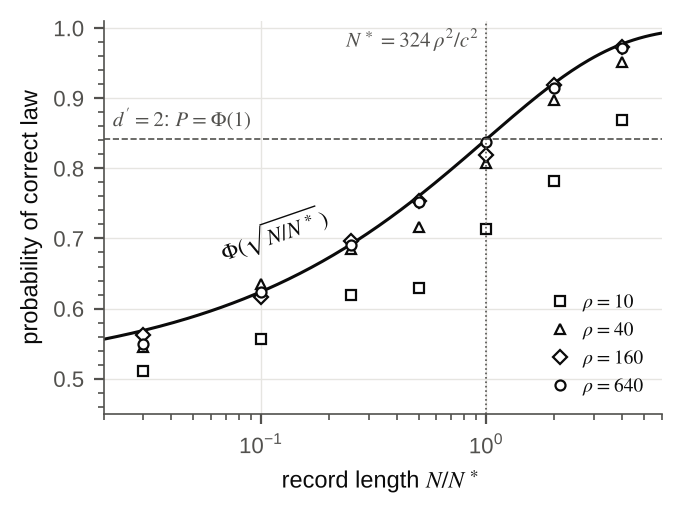 1.0
0.9
0.8
0.7
0.6
0.5
probability of correct law
N* = 324 ρ²/c²
d′ = 2: P = Φ(1)
Φ(√N/N*)
ρ = 10
ρ = 40
ρ = 160
ρ = 640
10⁻¹
10⁰
record length N/N*